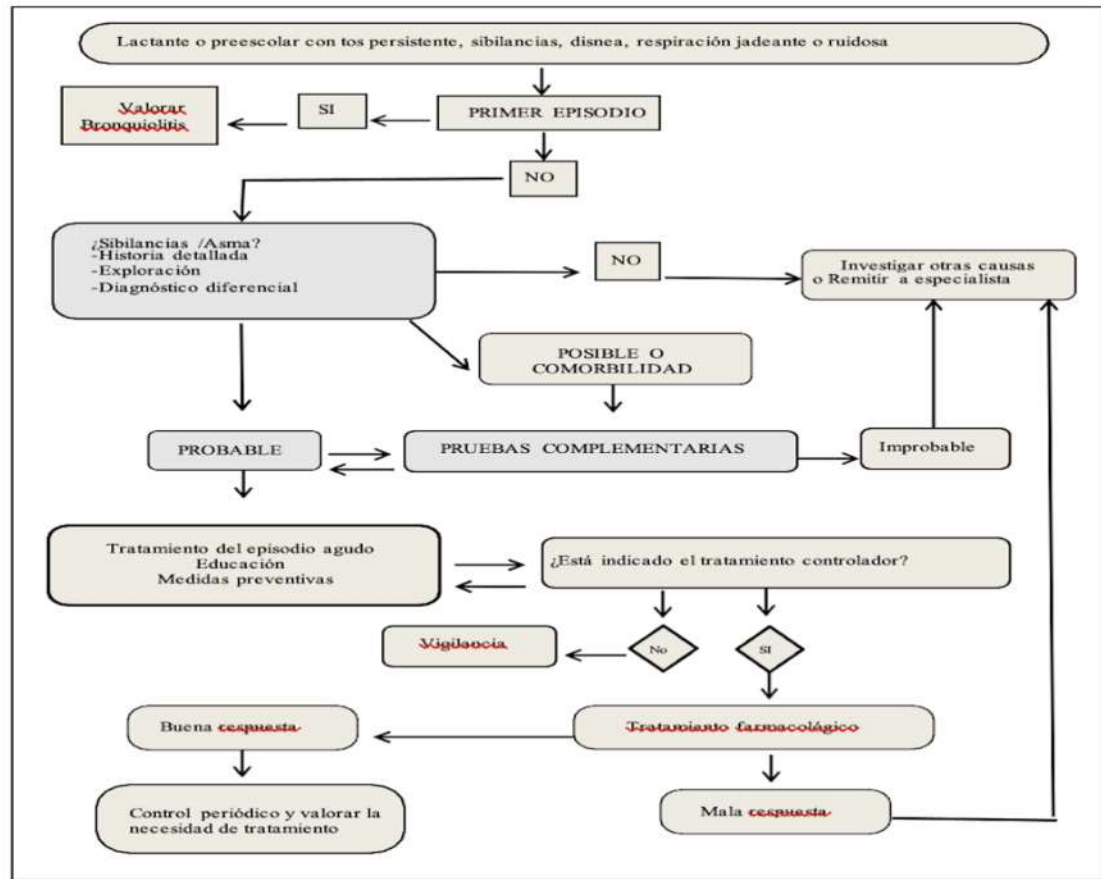 Lactante o preescolar con tos persistente, sibilancias, disnea, respiración jadeante o ruidosa
Valorar
Bronquiolitis
SI
PRIMER EPISODIO
NO
¿Sibilancias /Asma?
-Historia detallada
-Exploración
-Diagnóstico diferencial
NO
Investigar otras causas
o Remitir a especialista
POSIBLE O
COMORBILIDAD
PROBABLE
PRUEBAS COMPLEMENTARIAS
Improbable
Tratamiento del episodio agudo
Educación
Medidas preventivas
¿Está indicado el tratamiento controlador?
Vigilancia
No
SI
Buena respuesta
Tratamiento farmacológico
Control periódico y valorar la
necesidad de tratamiento
Mala respuesta